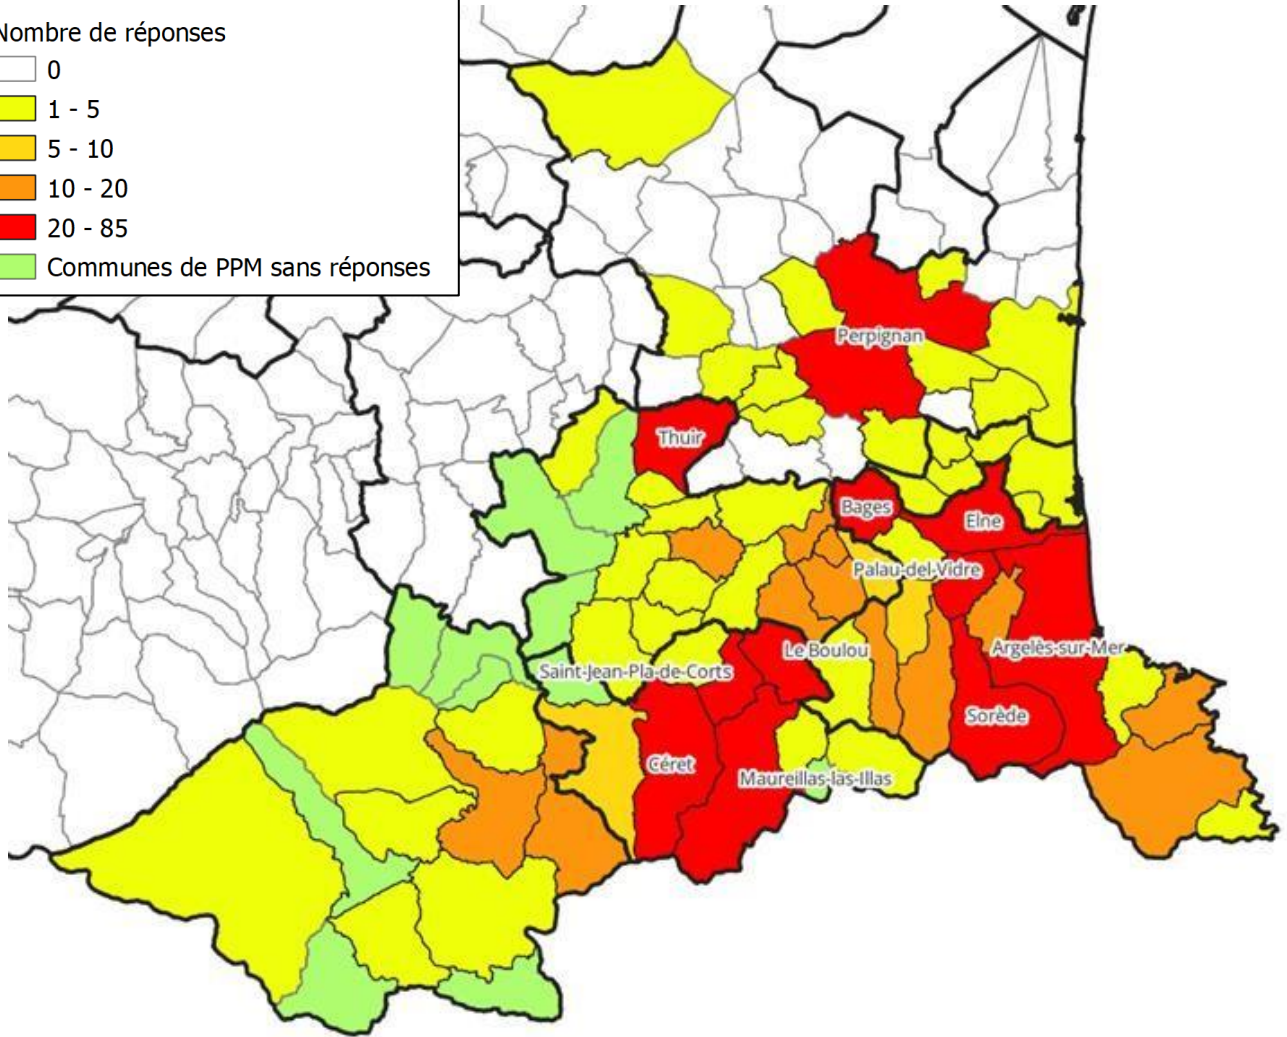 Nombre de réponses
0
1 - 5
5 - 10
10 - 20
20 - 85
Communes de PPM sans réponses
Perpignan
Thuir
Bages
Elne
Palau-del-Vidre
Le Boulou
Argelès-sur-Mer
Saint-Jean-Pla-de-Corts
Sorède
Céret
Maureillas-las-Illas